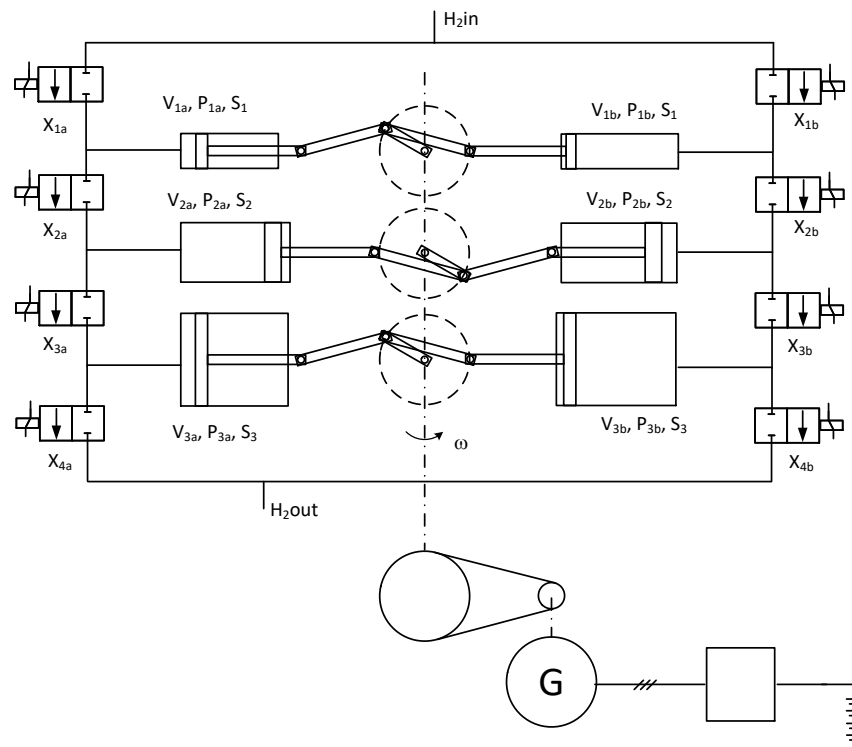 H₂in
X₁ₐ
V₁ₐ, P₁ₐ, S₁
V₁b, P₁b, S₁
X₁b
X₂ₐ
V₂ₐ, P₂ₐ, S₂
V₂b, P₂b, S₂
X₂b
X₃ₐ
X₃b
V₃ₐ, P₃ₐ, S₃
V₃b, P₃b, S₃
ω
X₄ₐ
X₄b
H₂out
G